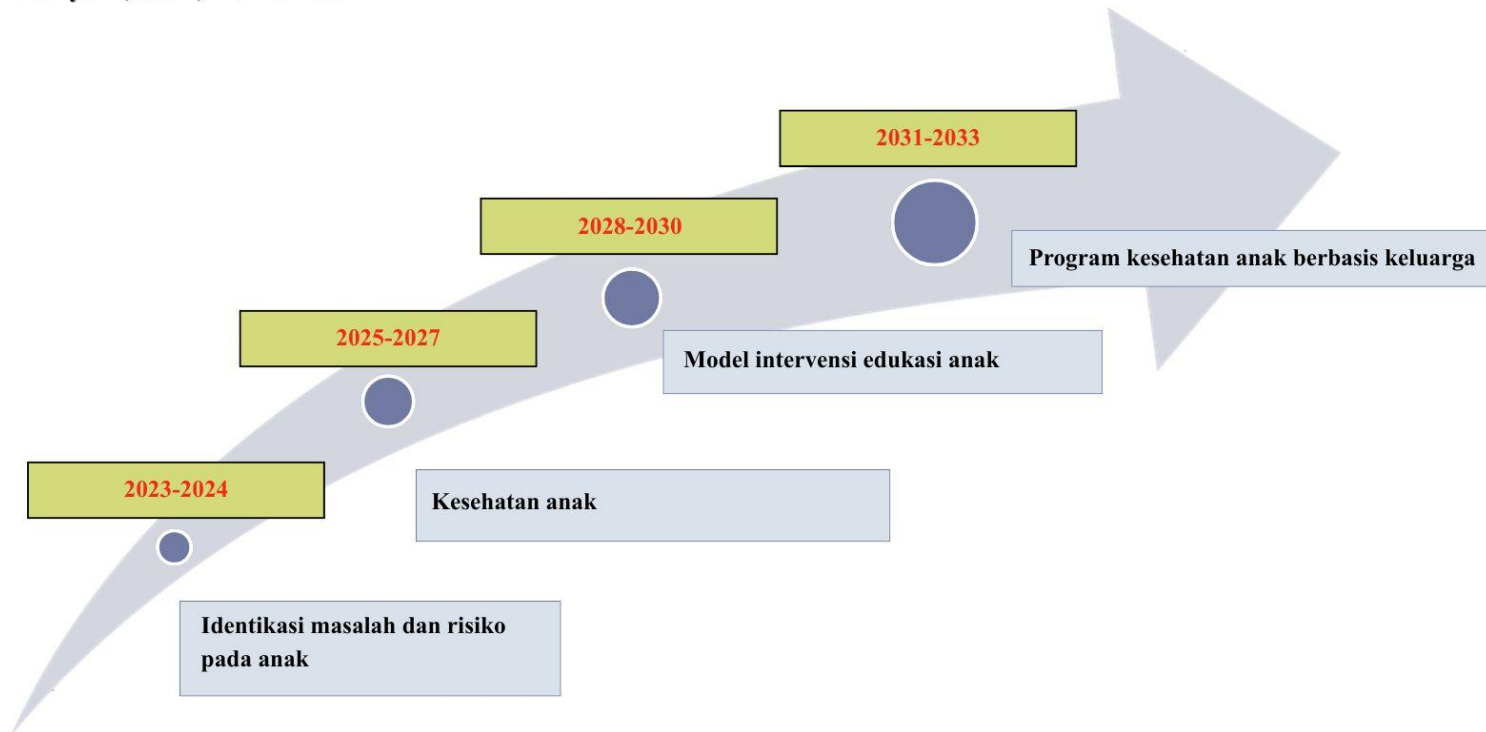 2031-2033
2028-2030
Program kesehatan anak berbasis keluarga
2025-2027
Model intervensi edukasi anak
2023-2024
Kesehatan anak
Identikasi masalah dan risiko
pada anak